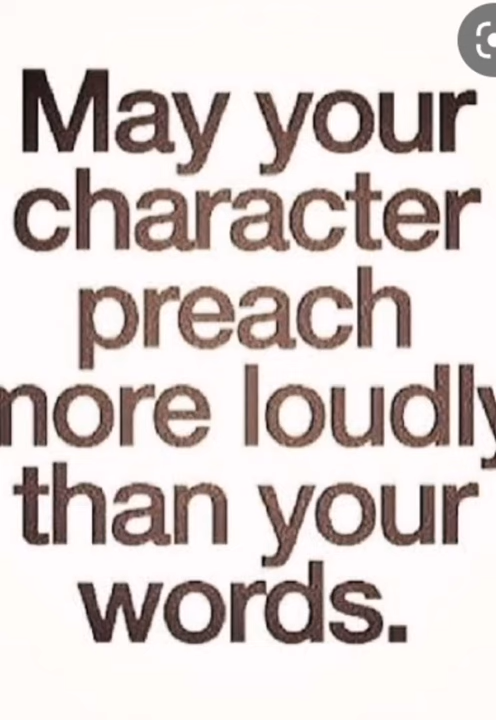 May your
character
preach
more loudly
than your
words.